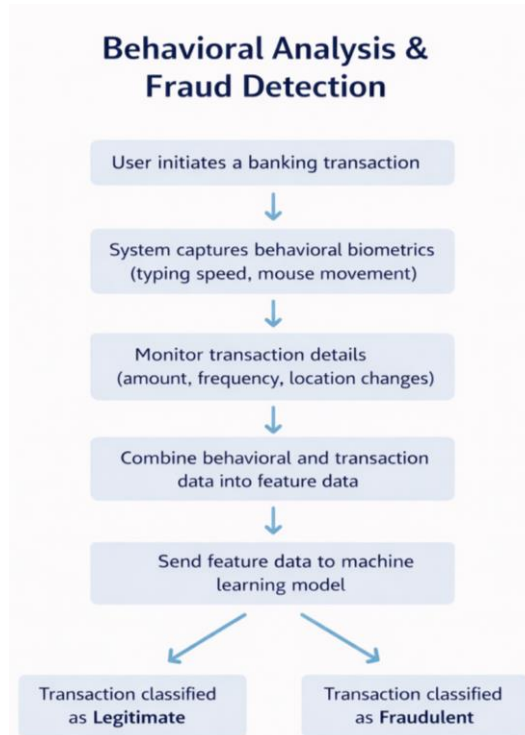 Behavioral Analysis &
Fraud Detection
User initiates a banking transaction
System captures behavioral biometrics
(typing speed, mouse movement)
Monitor transaction details
(amount, frequency, location changes)
Combine behavioral and transaction
data into feature data
Send feature data to machine
learning model
Transaction classified
as Legitimate
Transaction classified
as Fraudulent